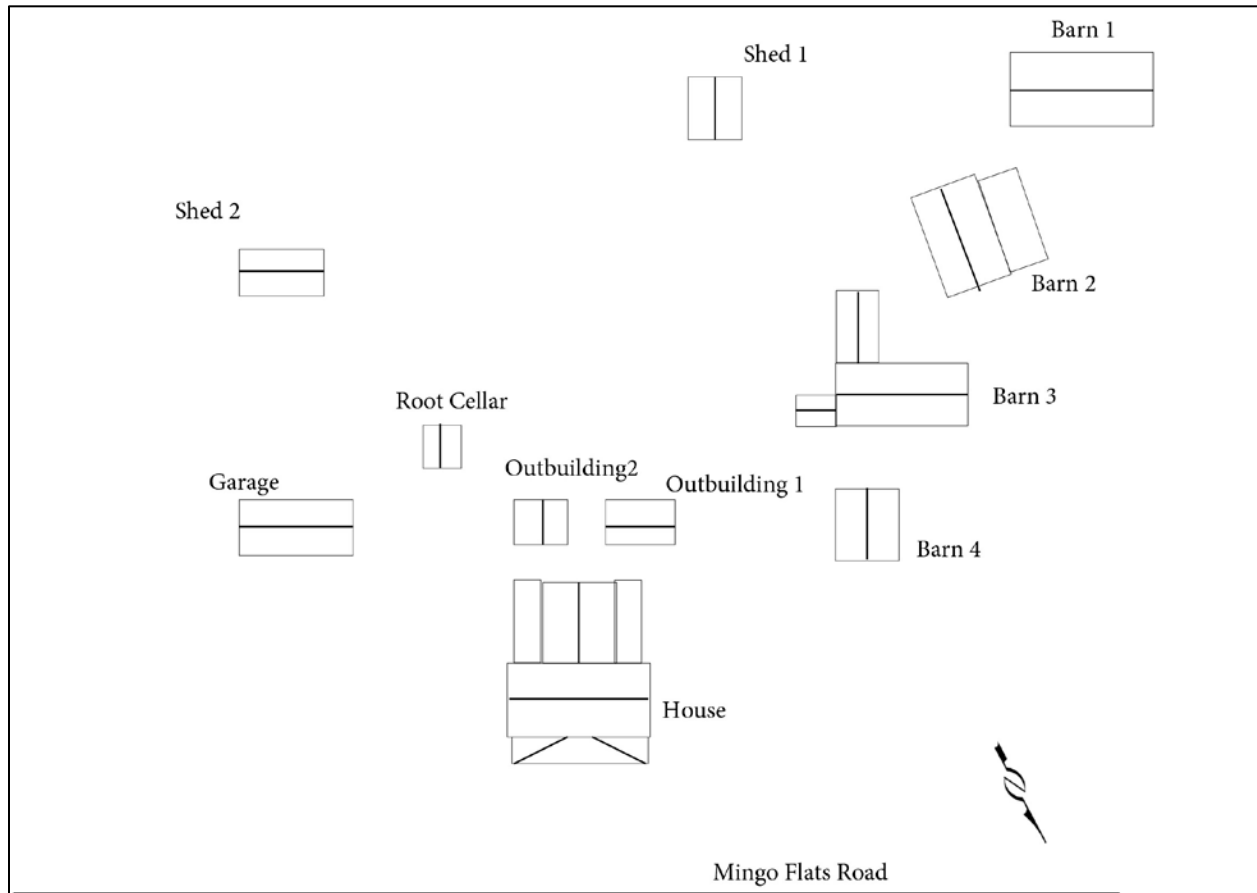 Barn 1
Shed 1
Shed 2
Barn 2
Barn 3
Root Cellar
Outbuilding2
Garage
Outbuilding 1
Barn 4
House
Mingo Flats Road